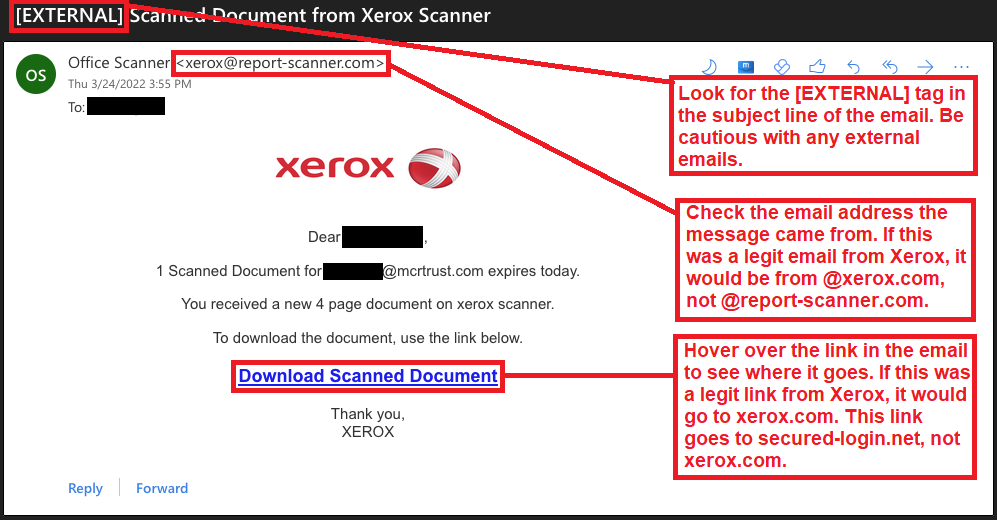 [EXTERNAL] Scanned Document from Xerox Scanner
OS
Office Scanner <xerox@report-scanner.com>
Thu 3/24/2022 3:55 PM
To:
xerox
Dear ,
1 Scanned Document for @mcrtrust.com expires today.
You received a new 4 page document on xerox scanner.
To download the document, use the link below.
Download Scanned Document
Thank you,
XEROX
Reply
Forward
Look for the [EXTERNAL] tag in
the subject line of the email. Be
cautious with any external
emails.
Check the email address the
message came from. If this
was a legit email from Xerox, it
would be from @xerox.com,
not @report-scanner.com.
Hover over the link in the email
to see where it goes. If this was
a legit link from Xerox, it would
go to xerox.com. This link
goes to secured-login.net, not
xerox.com.